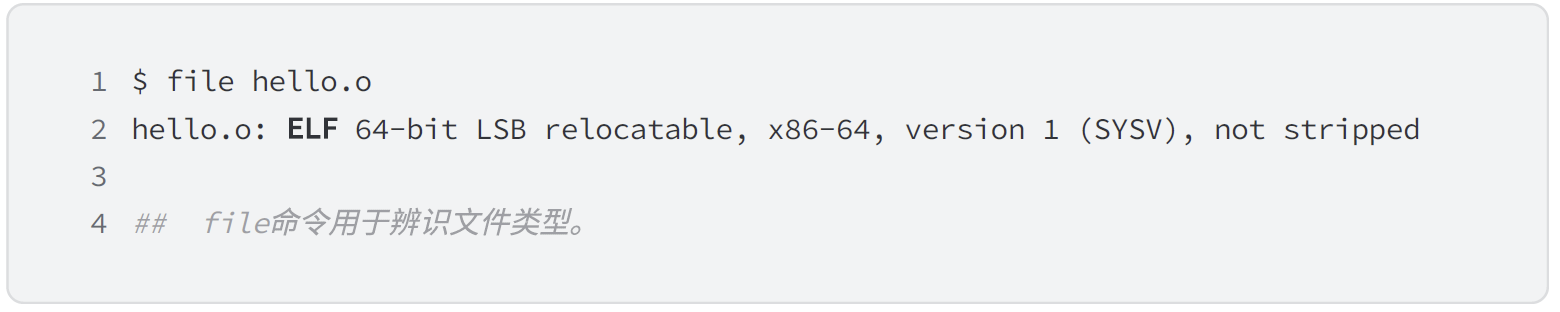 1 $ file hello.o
2 hello.o: ELF 64-bit LSB relocatable, x86-64, version 1 (SYSV), not stripped
3
4 ##  file命令用于辨识文件类型。